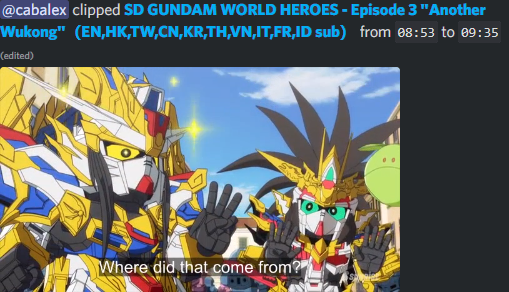 @cabalex clipped SD GUNDAM WORLD HEROES - Episode 3 "Another
Wukong" (EN,HK,TW,CN,KR,TH,VN,IT,FR,ID sub) from 08:53 to 09:35
(edited)
Where did that come from?